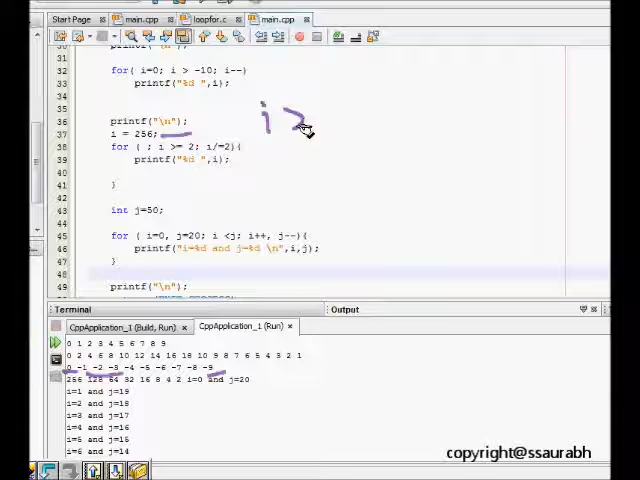 Start Page main.cpp loopfor.c main.cpp
30 printf("\n");
31
32 for( i=0; i > -10; i--)
33 printf("%d ",i);
34
35
36 printf("\n");
37 i = 256;
38 for ( ; i >= 2; i/=2){
39 printf("%d ",i);
40
41 }
42
43 int j=50;
44
45 for ( i=0, j=20; i <j; i++, j--){
46 printf("i=%d and j=%d \n",i,j);
47 }
48
49 printf("\n");
i >
Terminal Output
CppApplication_1 (Build, Run) CppApplication_1 (Run)
0 1 2 3 4 5 6 7 8 9
0 2 4 6 8 10 12 14 16 18 10 9 8 7 6 5 4 3 2 1
0 -1 -2 -3 -4 -5 -6 -7 -8 -9
256 128 64 32 16 8 4 2 i=0 and j=20
i=1 and j=19
i=2 and j=18
i=3 and j=17
i=4 and j=16
i=5 and j=15
i=6 and j=14
copyright@ssaurabh